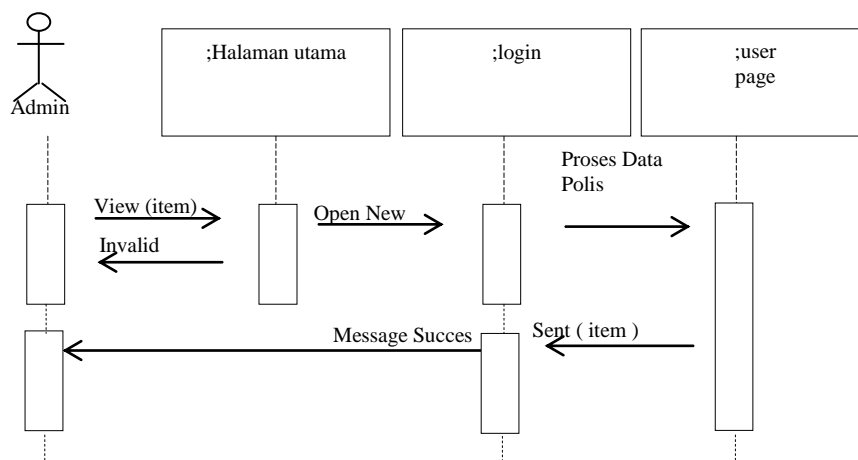 ;Halaman utama
;login
;user
page
Admin
Proses Data
Polis
View (item)
Open New
Invalid
Message Succes
Sent ( item )